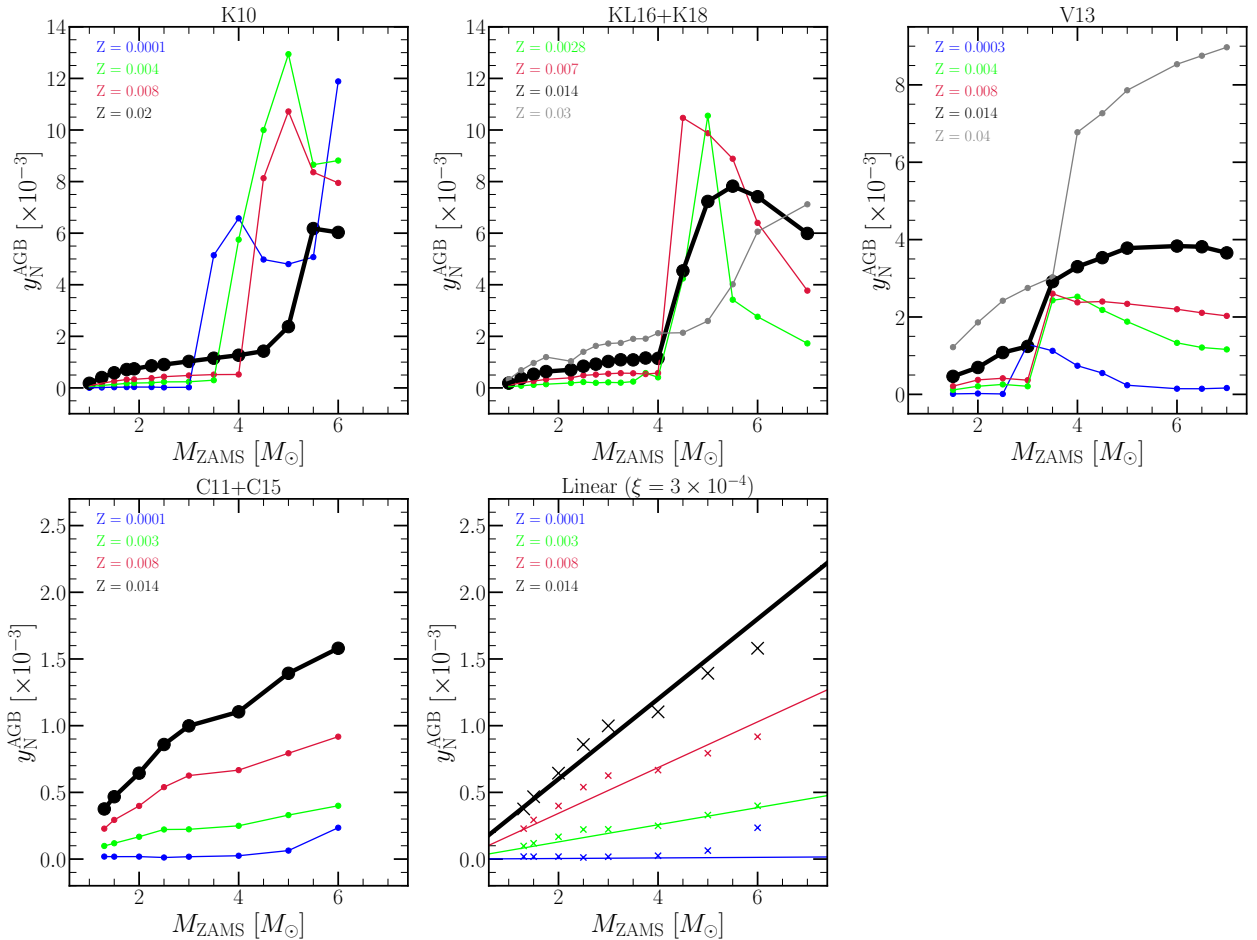 K10
Z = 0.0001
Z = 0.004
Z = 0.008
Z = 0.02
14
12
10
8
6
4
2
0
y_N^AGB [×10^−3]
2 4 6
M_ZAMS [M_⊙]
KL16+K18
Z = 0.0028
Z = 0.007
Z = 0.014
Z = 0.03
14
12
10
8
6
4
2
0
y_N^AGB [×10^−3]
2 4 6
M_ZAMS [M_⊙]
V13
Z = 0.0003
Z = 0.004
Z = 0.008
Z = 0.014
Z = 0.04
8
6
4
2
0
y_N^AGB [×10^−3]
2 4 6
M_ZAMS [M_⊙]
C11+C15
Z = 0.0001
Z = 0.003
Z = 0.008
Z = 0.014
2.5
2.0
1.5
1.0
0.5
0.0
y_N^AGB [×10^−3]
2 4 6
M_ZAMS [M_⊙]
Linear (ξ = 3 × 10^−4)
Z = 0.0001
Z = 0.003
Z = 0.008
Z = 0.014
2.5
2.0
1.5
1.0
0.5
0.0
y_N^AGB [×10^−3]
2 4 6
M_ZAMS [M_⊙]